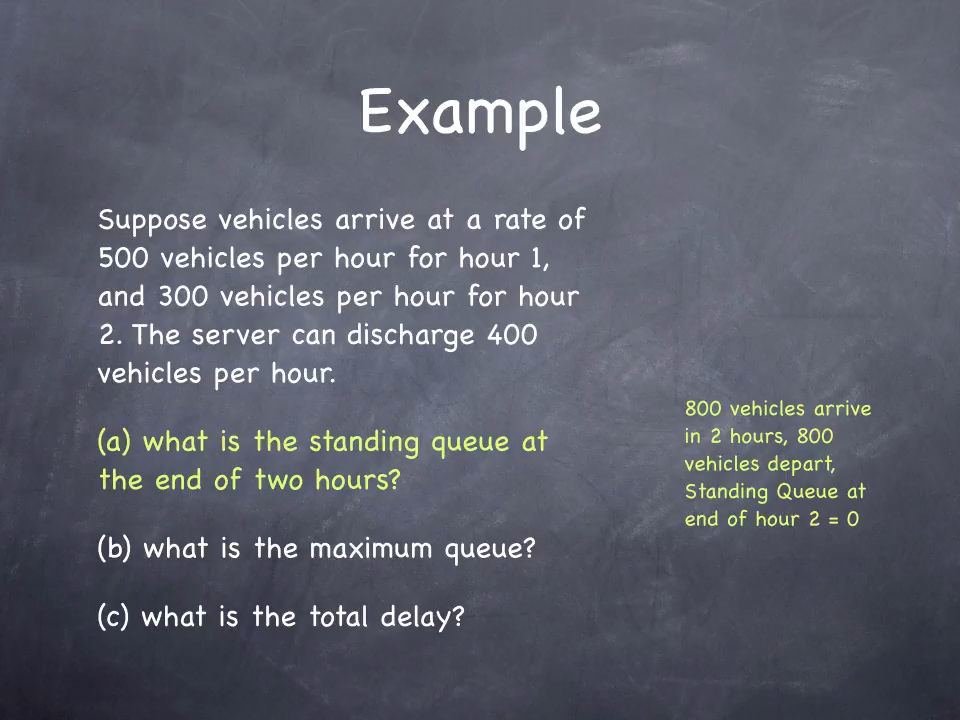 Example
Suppose vehicles arrive at a rate of
500 vehicles per hour for hour 1,
and 300 vehicles per hour for hour
2. The server can discharge 400
vehicles per hour.
(a) what is the standing queue at
the end of two hours?
(b) what is the maximum queue?
(c) what is the total delay?
800 vehicles arrive
in 2 hours, 800
vehicles depart,
Standing Queue at
end of hour 2 = 0